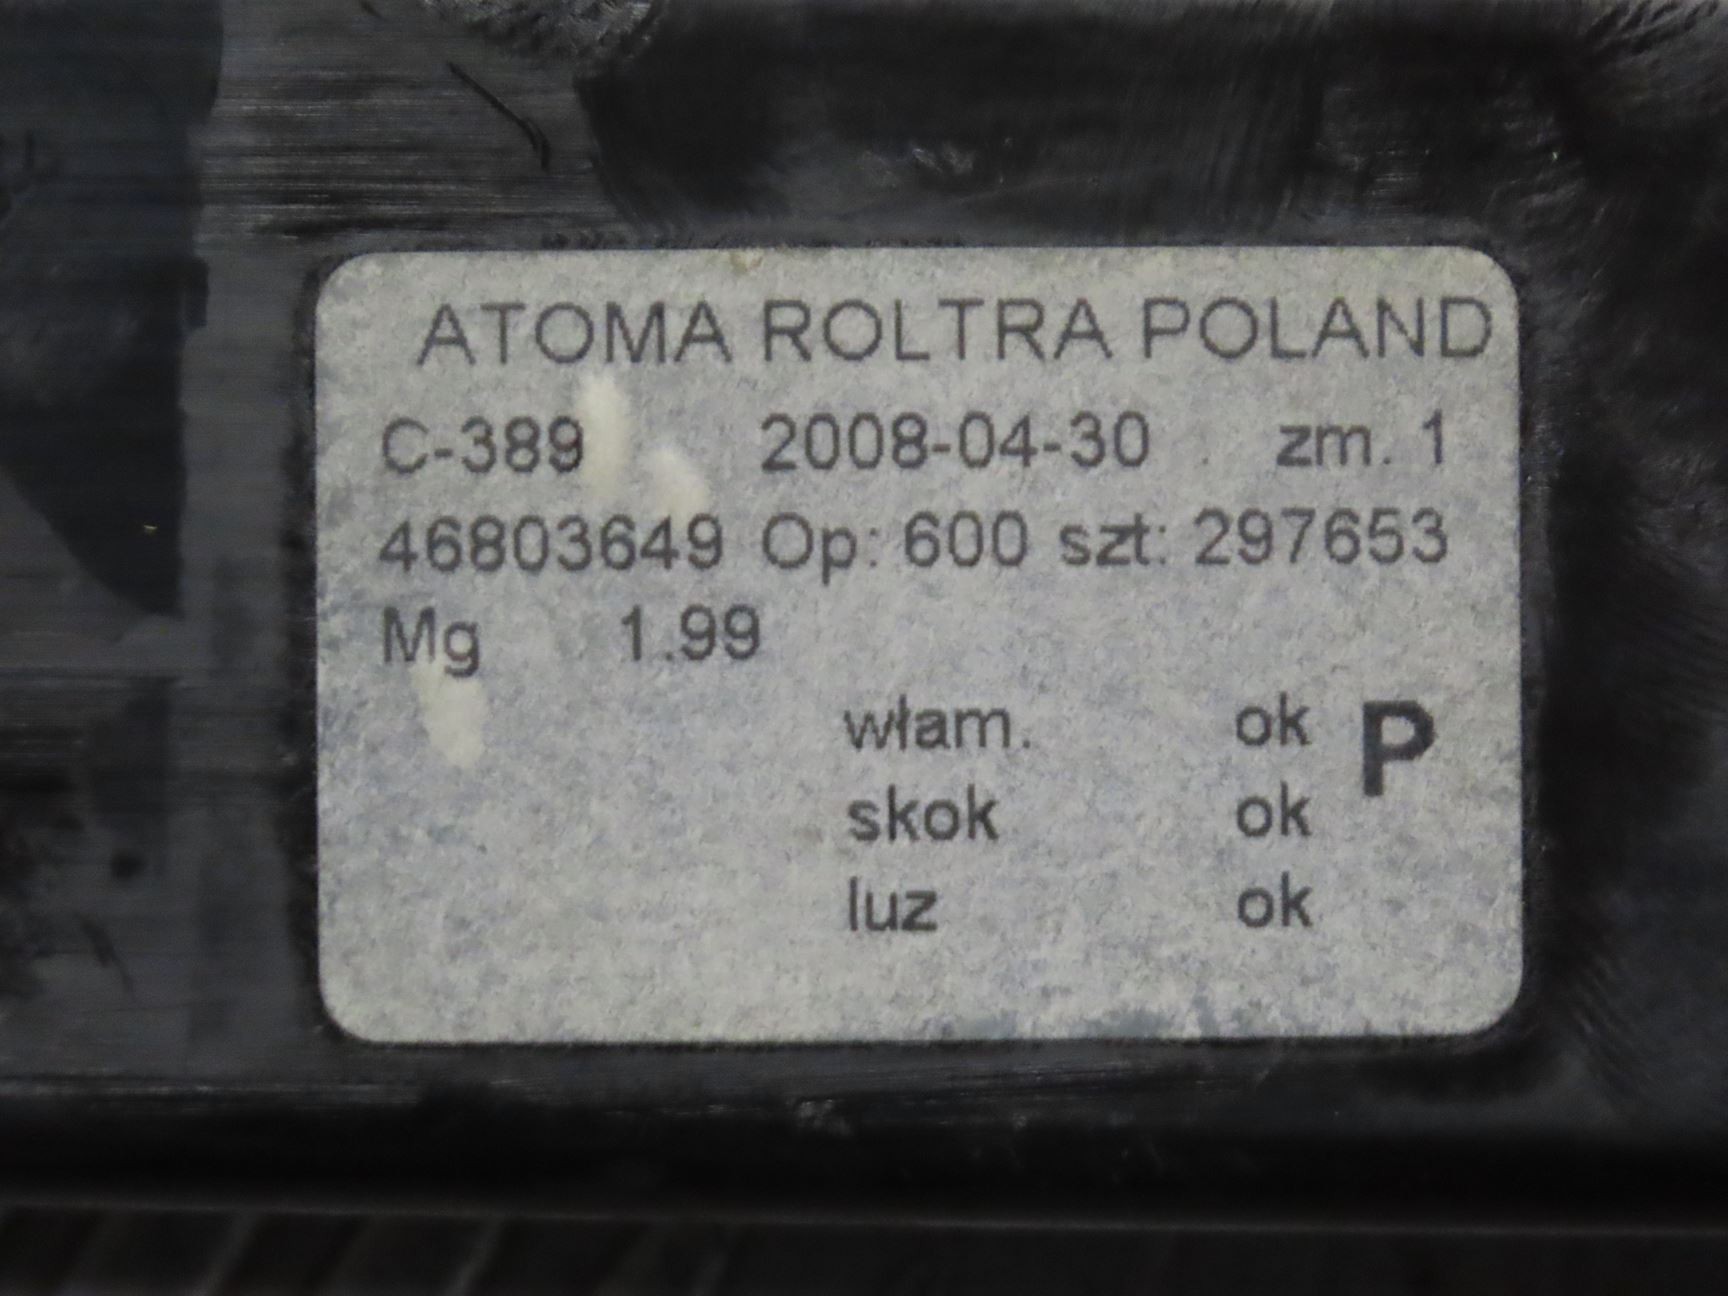 ATOMA ROLTRA POLAND
C-389 2008-04-30 zm. 1
46803649 Op: 600 szt: 297653
Mg 1.99
włam. ok P
skok ok
luz ok